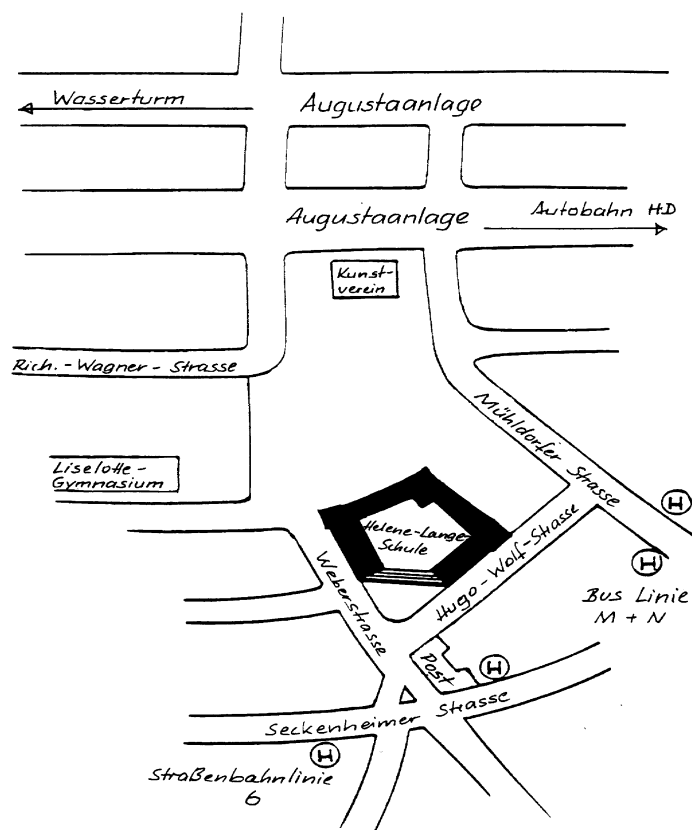 Wasserturm
Augustaanlage
Augustaanlage
Autobahn HD
Kunst-
verein
Rich.-Wagner-Strasse
Mühldorfer Strasse
Liselotte-
Gymnasium
H
Helene-Lange-
Schule
Hugo-Wolf-Strasse
Weberstrasse
H
Bus Linie
M + N
Post
H
Seckenheimer Strasse
H
Straßenbahnlinie
6